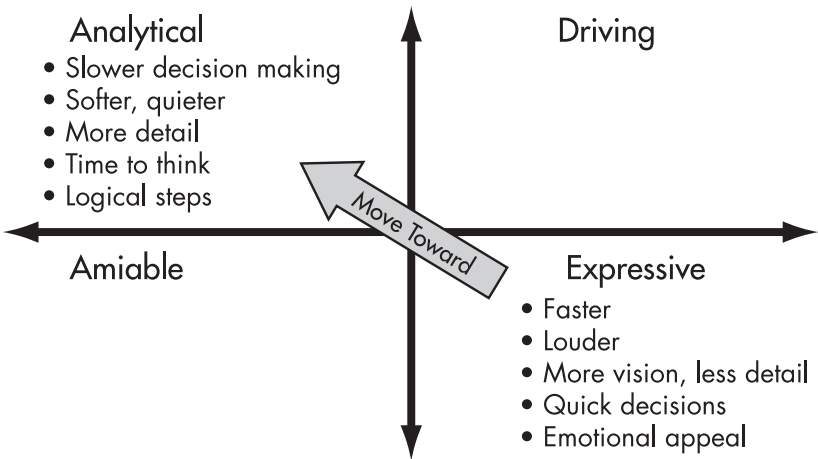 Analytical
• Slower decision making
• Softer, quieter
• More detail
• Time to think
• Logical steps
Driving
Move Toward
Amiable
Expressive
• Faster
• Louder
• More vision, less detail
• Quick decisions
• Emotional appeal